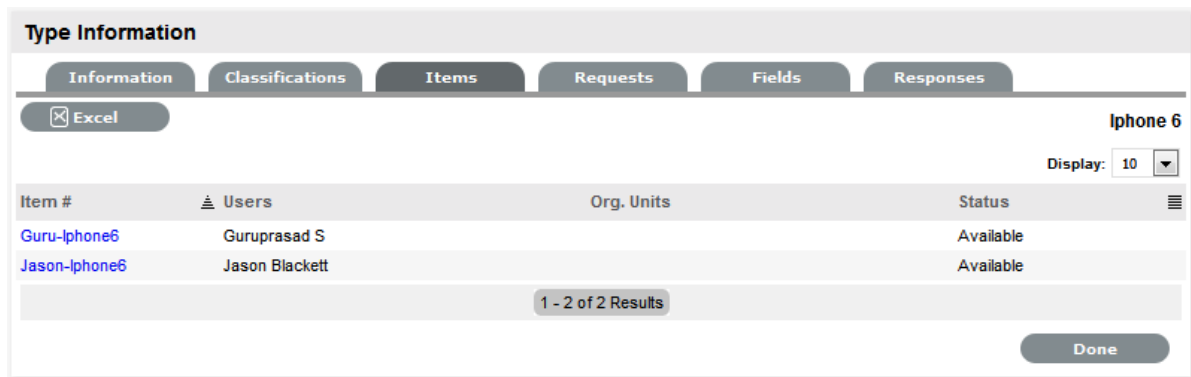 Type Information
Information Classifications Items Requests Fields Responses
Excel
Iphone 6
Display: 10
Item # Users Org. Units Status
Guru-Iphone6 Guruprasad S Available
Jason-Iphone6 Jason Blackett Available
1 - 2 of 2 Results
Done